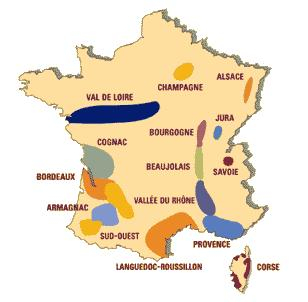 ALSACE
CHAMPAGNE
VAL DE LOIRE
JURA
BOURGOGNE
COGNAC
BEAUJOLAIS
SAVOIE
BORDEAUX
VALLÉE DU RHÔNE
ARMAGNAC
SUD-OUEST
PROVENCE
LANGUEDOC-ROUSSILLON
CORSE